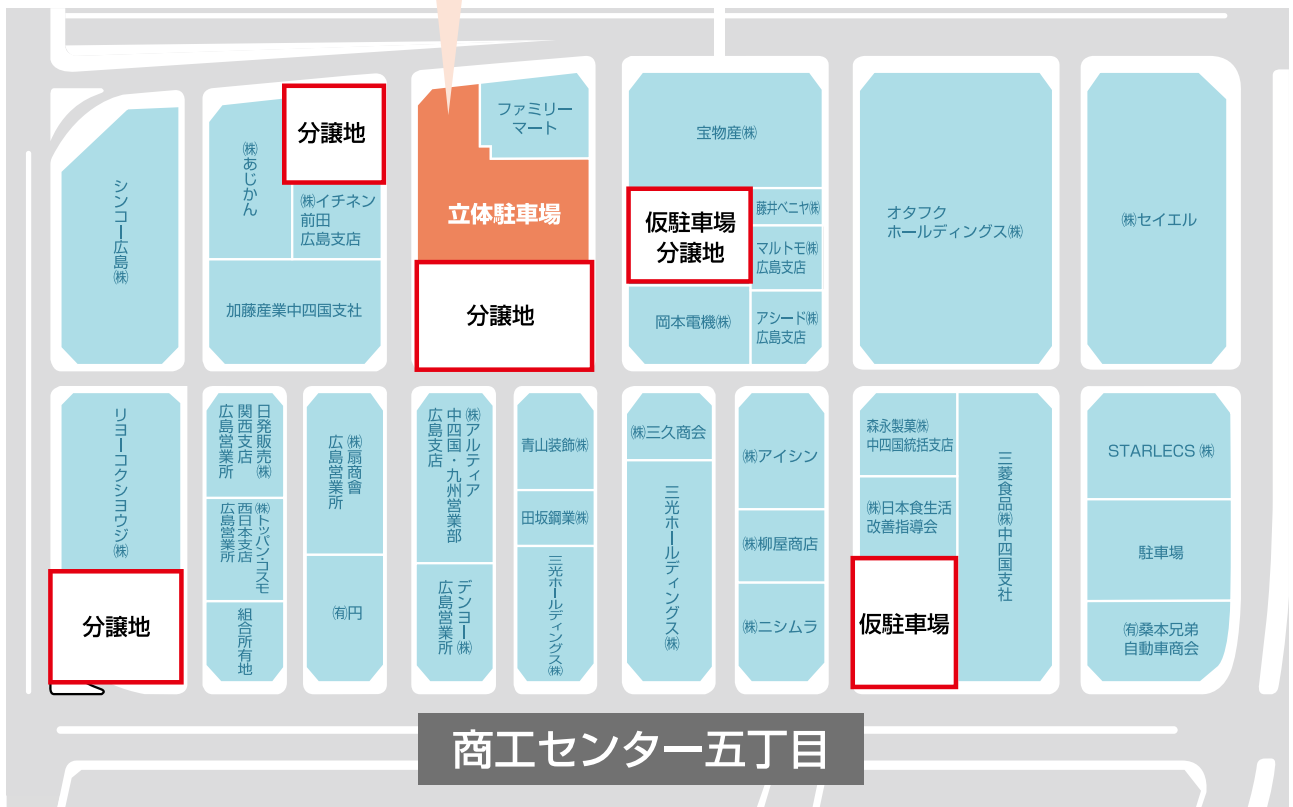 シンコー広島㈱
㈱あじかん
分譲地
㈱イチネン
前田
広島支店
加藤産業中四国支社
ファミリー
マート
立体駐車場
分譲地
宝物産㈱
仮駐車場
分譲地
藤井ベニヤ㈱
マルトモ㈱
広島支店
岡本電機㈱
アシード㈱
広島支店
オタフク
ホールディングス㈱
㈱セイエル
リョーコクショウジ㈱
分譲地
日発販売㈱
関西支店
広島営業所
㈱トッパン・コスモ
西日本支店
広島営業所
組合所有地
㈱扇商會
広島営業所
㈲円
㈱アルティア
中四国・九州営業部
広島支店
デンヨー㈱
広島営業所
青山装飾㈱
田坂鋼業㈱
三光ホールディングス㈱
㈱三久商会
三光ホールディングス㈱
㈱アイシン
㈱柳屋商店
㈱ニシムラ
森永製菓㈱
中四国統括支店
㈱日本食生活
改善指導会
仮駐車場
三菱食品㈱中四国支社
STARLECS ㈱
駐車場
㈲桑本兄弟
自動車商会
商工センター五丁目